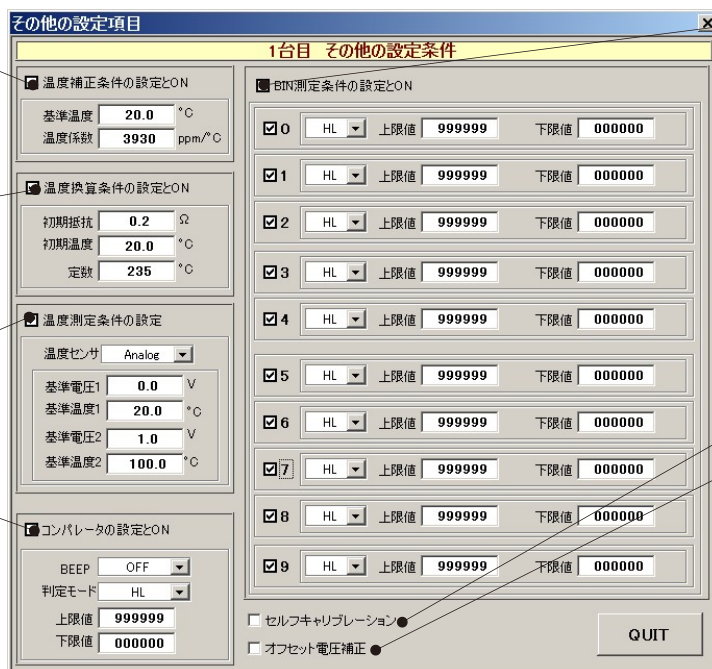 その他の設定項目
1台目 その他の設定条件
温度補正条件の設定とON
基準温度 20.0 °C
温度係数 3930 ppm/°C
温度換算条件の設定とON
初期抵抗 0.2 Ω
初期温度 20.0 °C
定数 235 °C
温度測定条件の設定
温度センサ Analog
基準電圧1 0.0 V
基準温度1 20.0 °C
基準電圧2 1.0 V
基準温度2 100.0 °C
コンパレータの設定とON
BEEP OFF
判定モード HL
上限値 999999
下限値 000000
BIN測定条件の設定とON
0 HL 上限値 999999 下限値 000000
1 HL 上限値 999999 下限値 000000
2 HL 上限値 999999 下限値 000000
3 HL 上限値 999999 下限値 000000
4 HL 上限値 999999 下限値 000000
5 HL 上限値 999999 下限値 000000
6 HL 上限値 999999 下限値 000000
7 HL 上限値 999999 下限値 000000
8 HL 上限値 999999 下限値 000000
9 HL 上限値 999999 下限値 000000
セルフキャリブレーション
オフセット電圧補正
QUIT